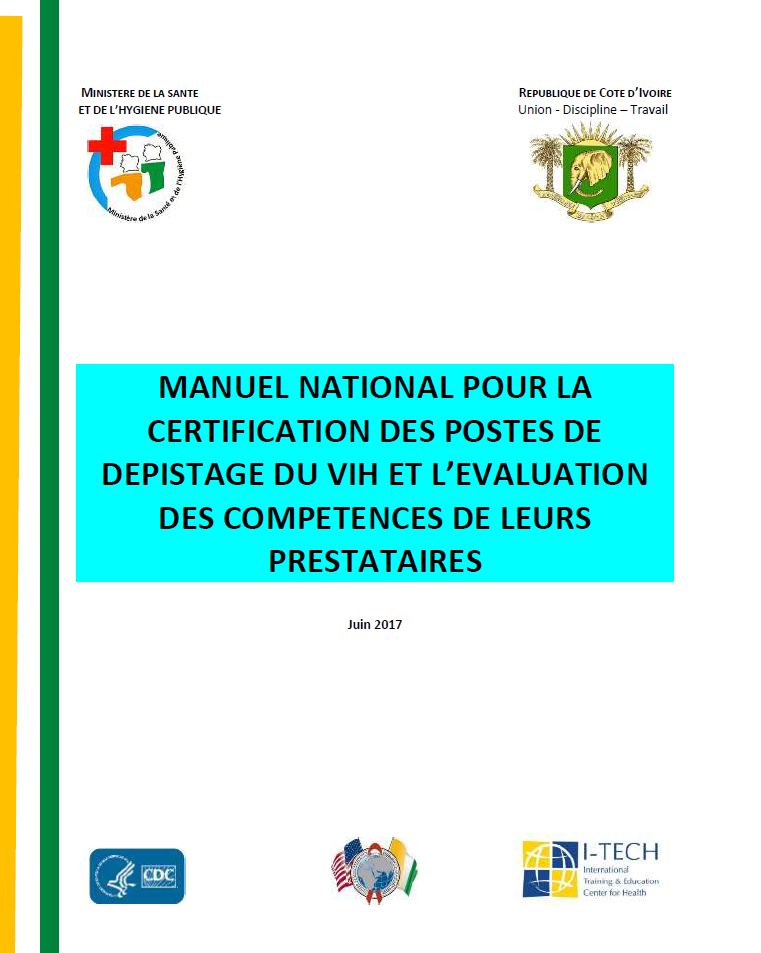 MINISTERE DE LA SANTE
ET DE L'HYGIENE PUBLIQUE
REPUBLIQUE DE COTE D'IVOIRE
Union - Discipline – Travail
Ministère de la Santé et de l'Hygiène Publique
MANUEL NATIONAL POUR LA
CERTIFICATION DES POSTES DE
DEPISTAGE DU VIH ET L'EVALUATION
DES COMPETENCES DE LEURS
PRESTATAIRES
Juin 2017
CDC
I-TECH
International
Training & Education
Center for Health